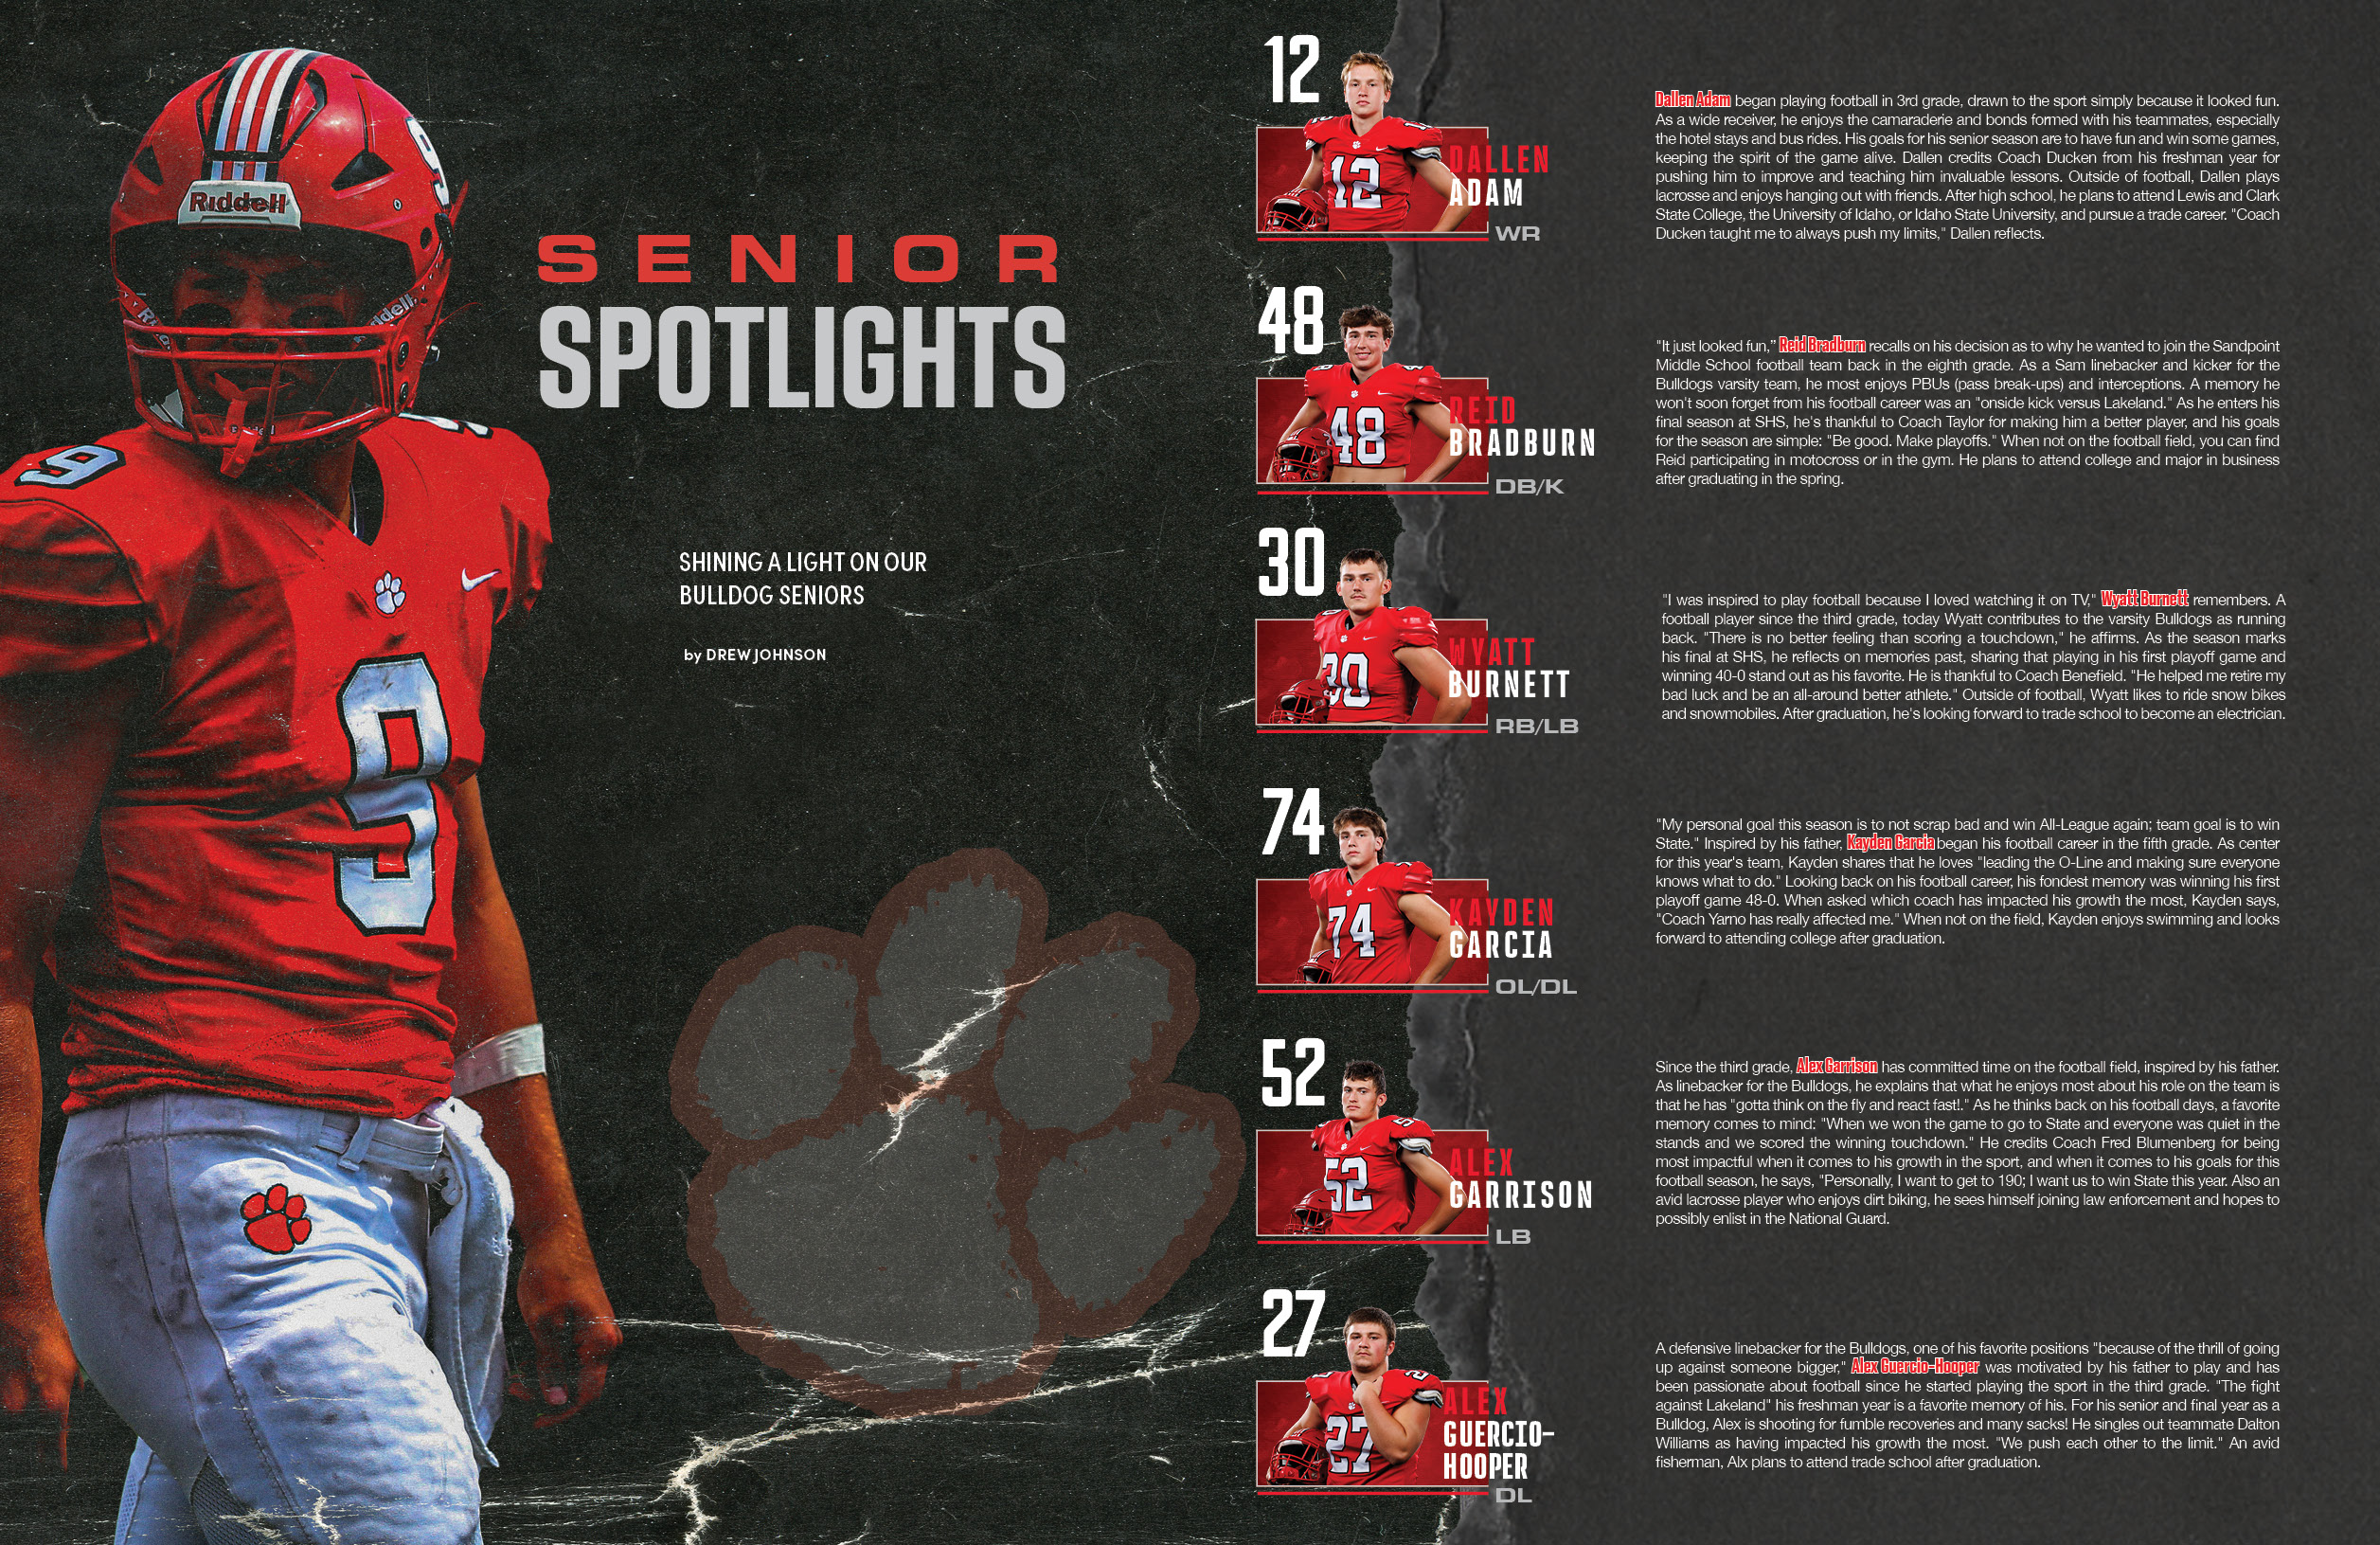 SENIOR
SPOTLIGHTS
SHINING A LIGHT ON OUR
BULLDOG SENIORS
by DREW JOHNSON
Riddell
9
9
9
12
12
DALLEN
ADAM
WR
Dallen Adam began playing football in 3rd grade, drawn to the sport simply because it looked fun.
As a wide receiver, he enjoys the camaraderie and bonds formed with his teammates, especially
the hotel stays and bus rides. His goals for his senior season are to have fun and win some games,
keeping the spirit of the game alive. Dallen credits Coach Ducken from his freshman year for
pushing him to improve and teaching him invaluable lessons. Outside of football, Dallen plays
lacrosse and enjoys hanging out with friends. After high school, he plans to attend Lewis and Clark
State College, the University of Idaho, or Idaho State University, and pursue a trade career. "Coach
Ducken taught me to always push my limits," Dallen reflects.
48
48
REID
BRADBURN
DB/K
"It just looked fun,” Reid Bradburn recalls on his decision as to why he wanted to join the Sandpoint
Middle School football team back in the eighth grade. As a Sam linebacker and kicker for the
Bulldogs varsity team, he most enjoys PBUs (pass break-ups) and interceptions. A memory he
won't soon forget from his football career was an "onside kick versus Lakeland." As he enters his
final season at SHS, he's thankful to Coach Taylor for making him a better player, and his goals
for the season are simple: "Be good. Make playoffs." When not on the football field, you can find
Reid participating in motocross or in the gym. He plans to attend college and major in business
after graduating in the spring.
30
30
WYATT
BURNETT
RB/LB
"I was inspired to play football because I loved watching it on TV," Wyatt Burnett remembers. A
football player since the third grade, today Wyatt contributes to the varsity Bulldogs as running
back. "There is no better feeling than scoring a touchdown," he affirms. As the season marks
his final at SHS, he reflects on memories past, sharing that playing in his first playoff game and
winning 40-0 stand out as his favorite. He is thankful to Coach Benefield. "He helped me retire my
bad luck and be an all-around better athlete." Outside of football, Wyatt likes to ride snow bikes
and snowmobiles. After graduation, he's looking forward to trade school to become an electrician.
74
74
KAYDEN
GARCIA
OL/DL
"My personal goal this season is to not scrap bad and win All-League again; team goal is to win
State." Inspired by his father, Kayden Garcia began his football career in the fifth grade. As center
for this year's team, Kayden shares that he loves "leading the O-Line and making sure everyone
knows what to do." Looking back on his football career, his fondest memory was winning his first
playoff game 48-0. When asked which coach has impacted his growth the most, Kayden says,
"Coach Yarno has really affected me." When not on the field, Kayden enjoys swimming and looks
forward to attending college after graduation.
52
52
ALEX
GARRISON
LB
Since the third grade, Alex Garrison has committed time on the football field, inspired by his father.
As linebacker for the Bulldogs, he explains that what he enjoys most about his role on the team is
that he has "gotta think on the fly and react fast!." As he thinks back on his football days, a favorite
memory comes to mind: "When we won the game to go to State and everyone was quiet in the
stands and we scored the winning touchdown." He credits Coach Fred Blumenberg for being
most impactful when it comes to his growth in the sport, and when it comes to his goals for this
football season, he says, "Personally, I want to get to 190; I want us to win State this year. Also an
avid lacrosse player who enjoys dirt biking, he sees himself joining law enforcement and hopes to
possibly enlist in the National Guard.
27
27
ALEX
GUERCIO-
HOOPER
DL
A defensive linebacker for the Bulldogs, one of his favorite positions "because of the thrill of going
up against someone bigger," Alex Guercio-Hooper was motivated by his father to play and has
been passionate about football since he started playing the sport in the third grade. "The fight
against Lakeland" his freshman year is a favorite memory of his. For his senior and final year as a
Bulldog, Alex is shooting for fumble recoveries and many sacks! He singles out teammate Dalton
Williams as having impacted his growth the most. "We push each other to the limit." An avid
fisherman, Alx plans to attend trade school after graduation.